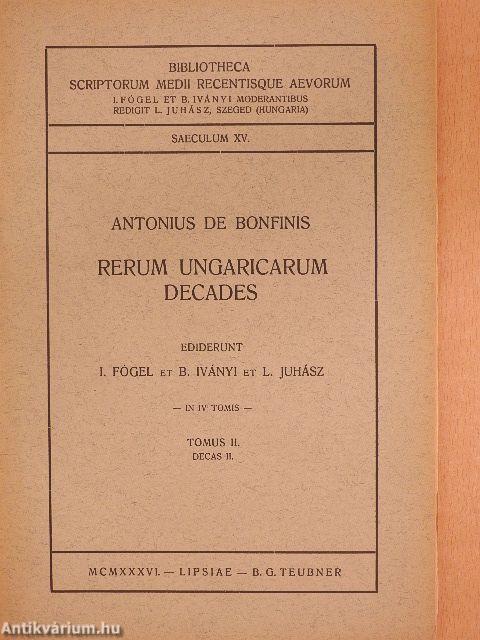 BIBLIOTHECA
SCRIPTORUM MEDII RECENTISQUE AEVORUM
I. FÓGEL ET B. IVÁNYI MODERANTIBUS
REDIGIT L. JUHÁSZ, SZEGED (HUNGARIA)
SAECULUM XV.
ANTONIUS DE BONFINIS
RERUM UNGARICARUM
DECADES
EDIDERUNT
I. FÓGEL ET B. IVÁNYI ET L. JUHÁSZ
— IN IV TOMIS —
TOMUS II.
DECAS II.
MCMXXXVI. — LIPSIAE — B. G. TEUBNER
Antikvárium.hu